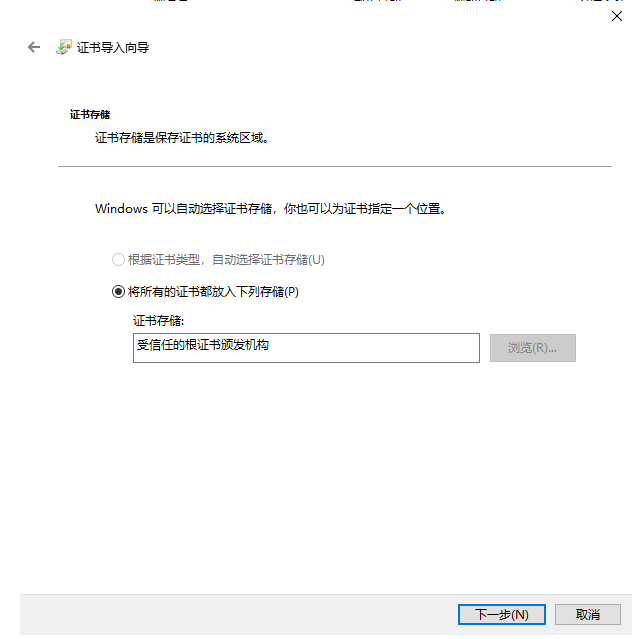 证书导入向导
证书存储
证书存储是保存证书的系统区域。
Windows 可以自动选择证书存储，你也可以为证书指定一个位置。
根据证书类型，自动选择证书存储(U)
将所有的证书都放入下列存储(P)
证书存储:
受信任的根证书颁发机构
浏览(R)...
下一步(N)
取消